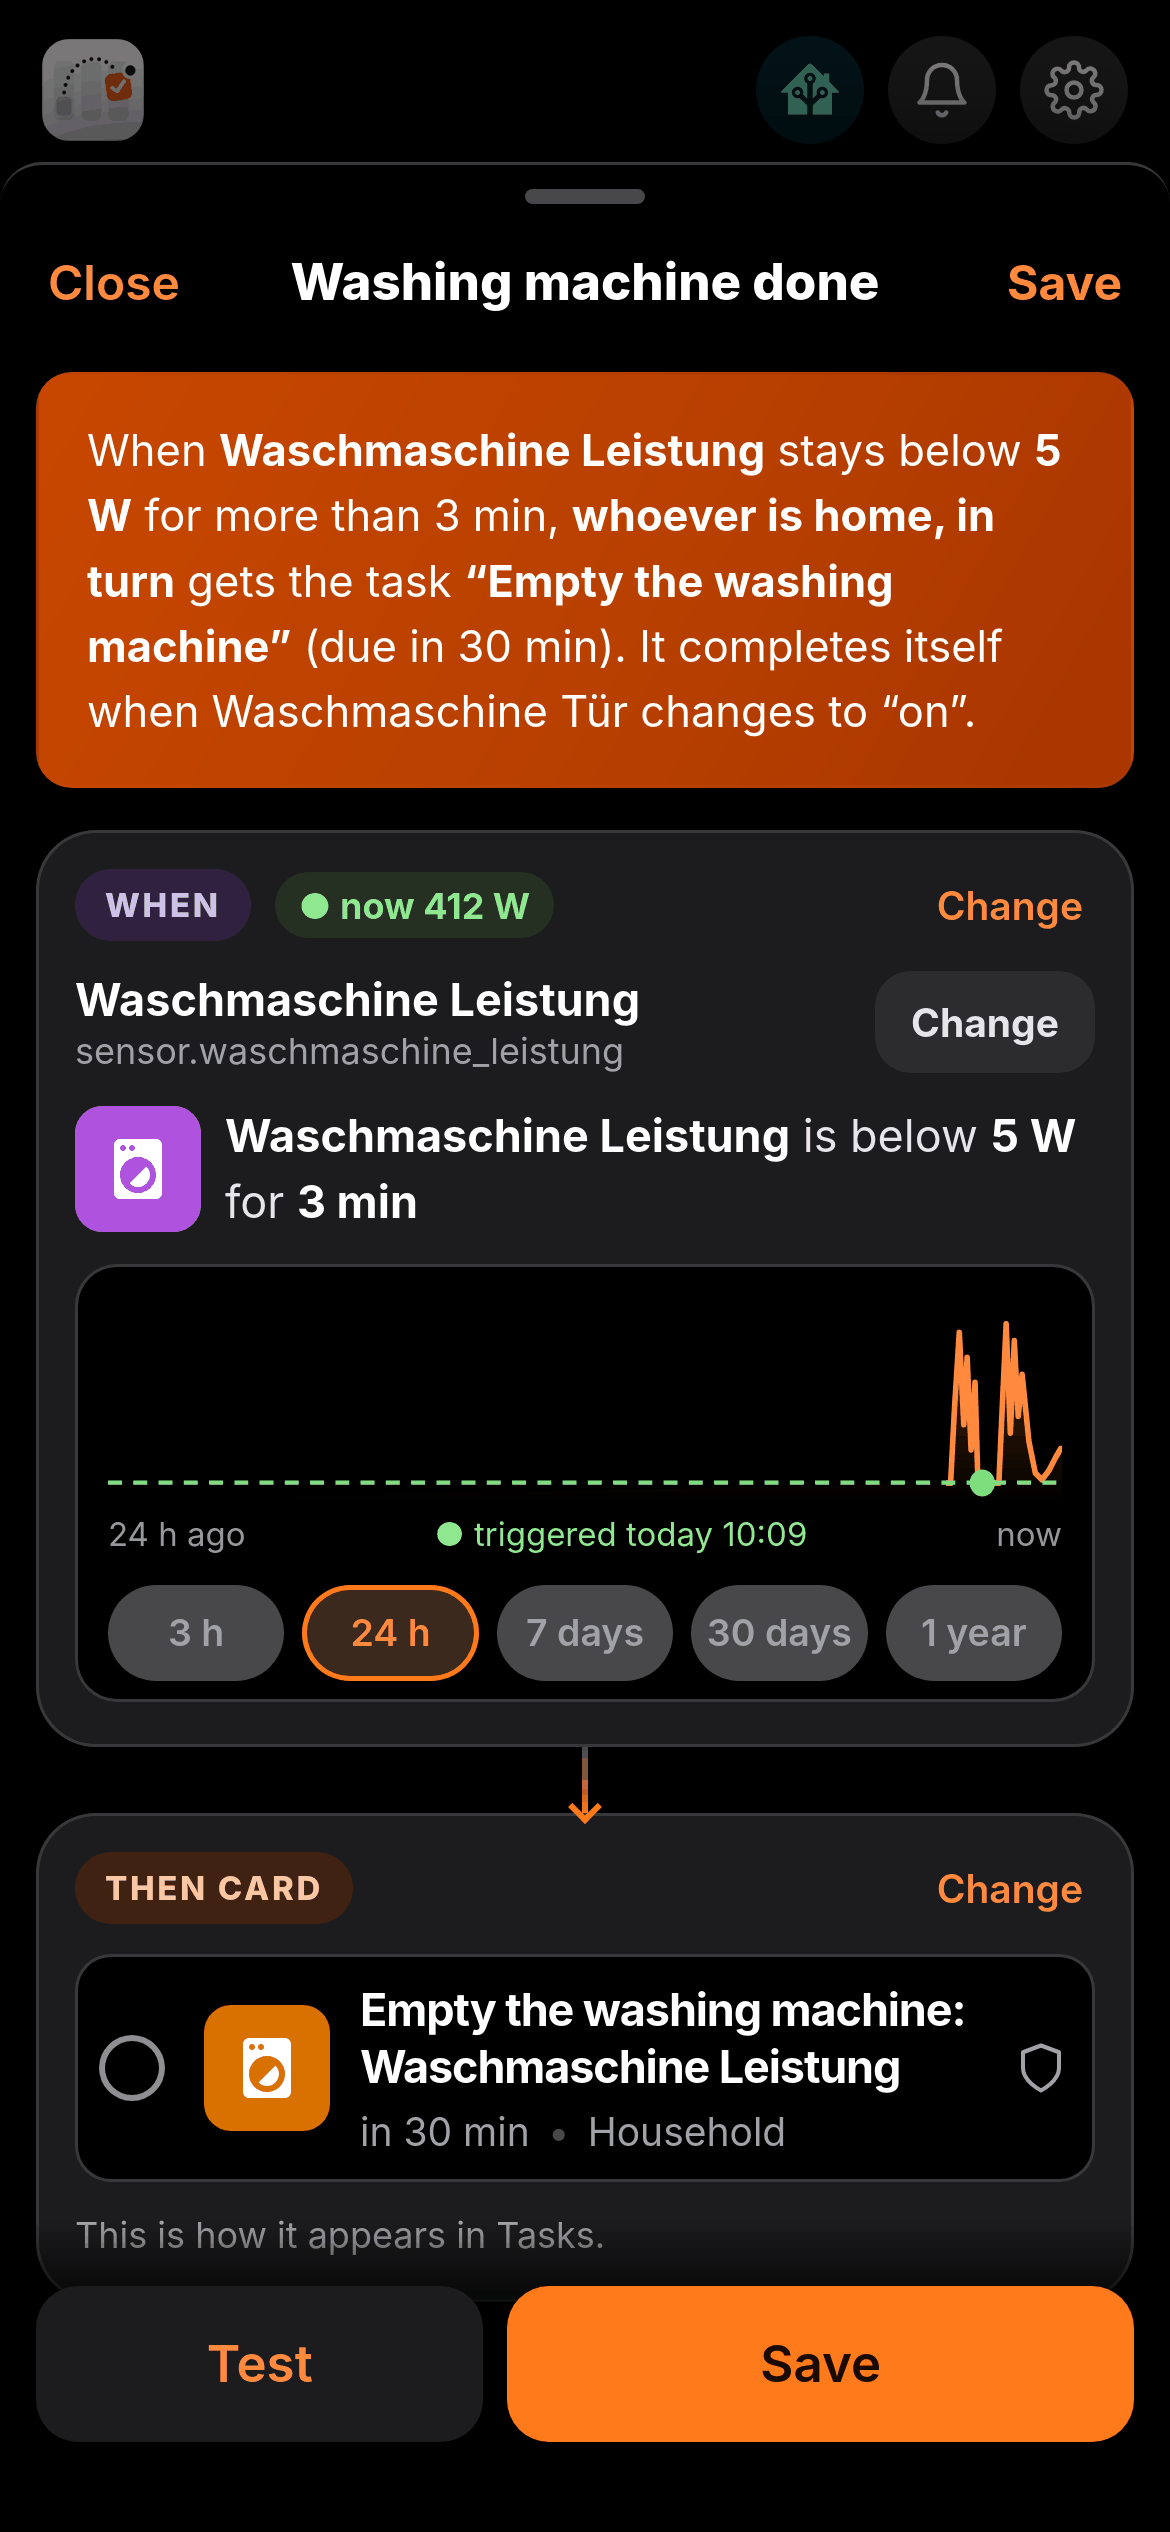 Close
Washing machine done
Save
When Waschmaschine Leistung stays below 5
W for more than 3 min, whoever is home, in
turn gets the task “Empty the washing
machine” (due in 30 min). It completes itself
when Waschmaschine Tür changes to “on”.
WHEN
now 412 W
Change
Waschmaschine Leistung
sensor.waschmaschine_leistung
Change
Waschmaschine Leistung is below 5 W
for 3 min
24 h ago
triggered today 10:09
now
3 h
24 h
7 days
30 days
1 year
THEN CARD
Change
Empty the washing machine:
Waschmaschine Leistung
in 30 min • Household
This is how it appears in Tasks.
Test
Save